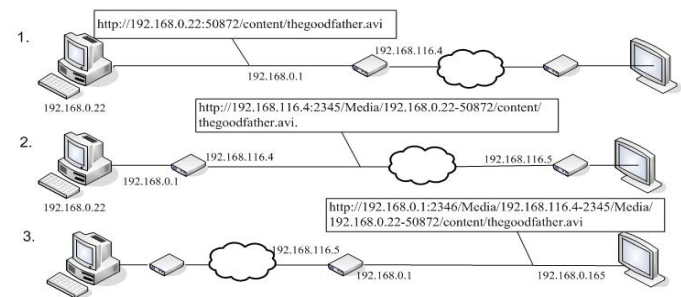 http://192.168.0.22:50872/content/thegoodfather.avi
1.
192.168.116.4
192.168.0.1
192.168.0.22
http://192.168.116.4:2345/Media/192.168.0.22-50872/content/
thegoodfather.avi.
2.
192.168.116.4
192.168.116.5
192.168.0.1
192.168.0.22
http://192.168.0.1:2346/Media/192.168.116.4-2345/Media/
192.168.0.22-50872/content/thegoodfather.avi
3.
192.168.116.5
192.168.0.1
192.168.0.165